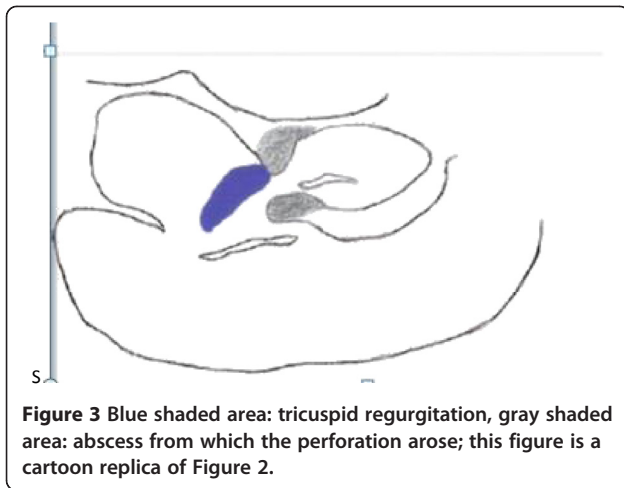 S
Figure 3 Blue shaded area: tricuspid regurgitation, gray shaded
area: abscess from which the perforation arose; this figure is a
cartoon replica of Figure 2.